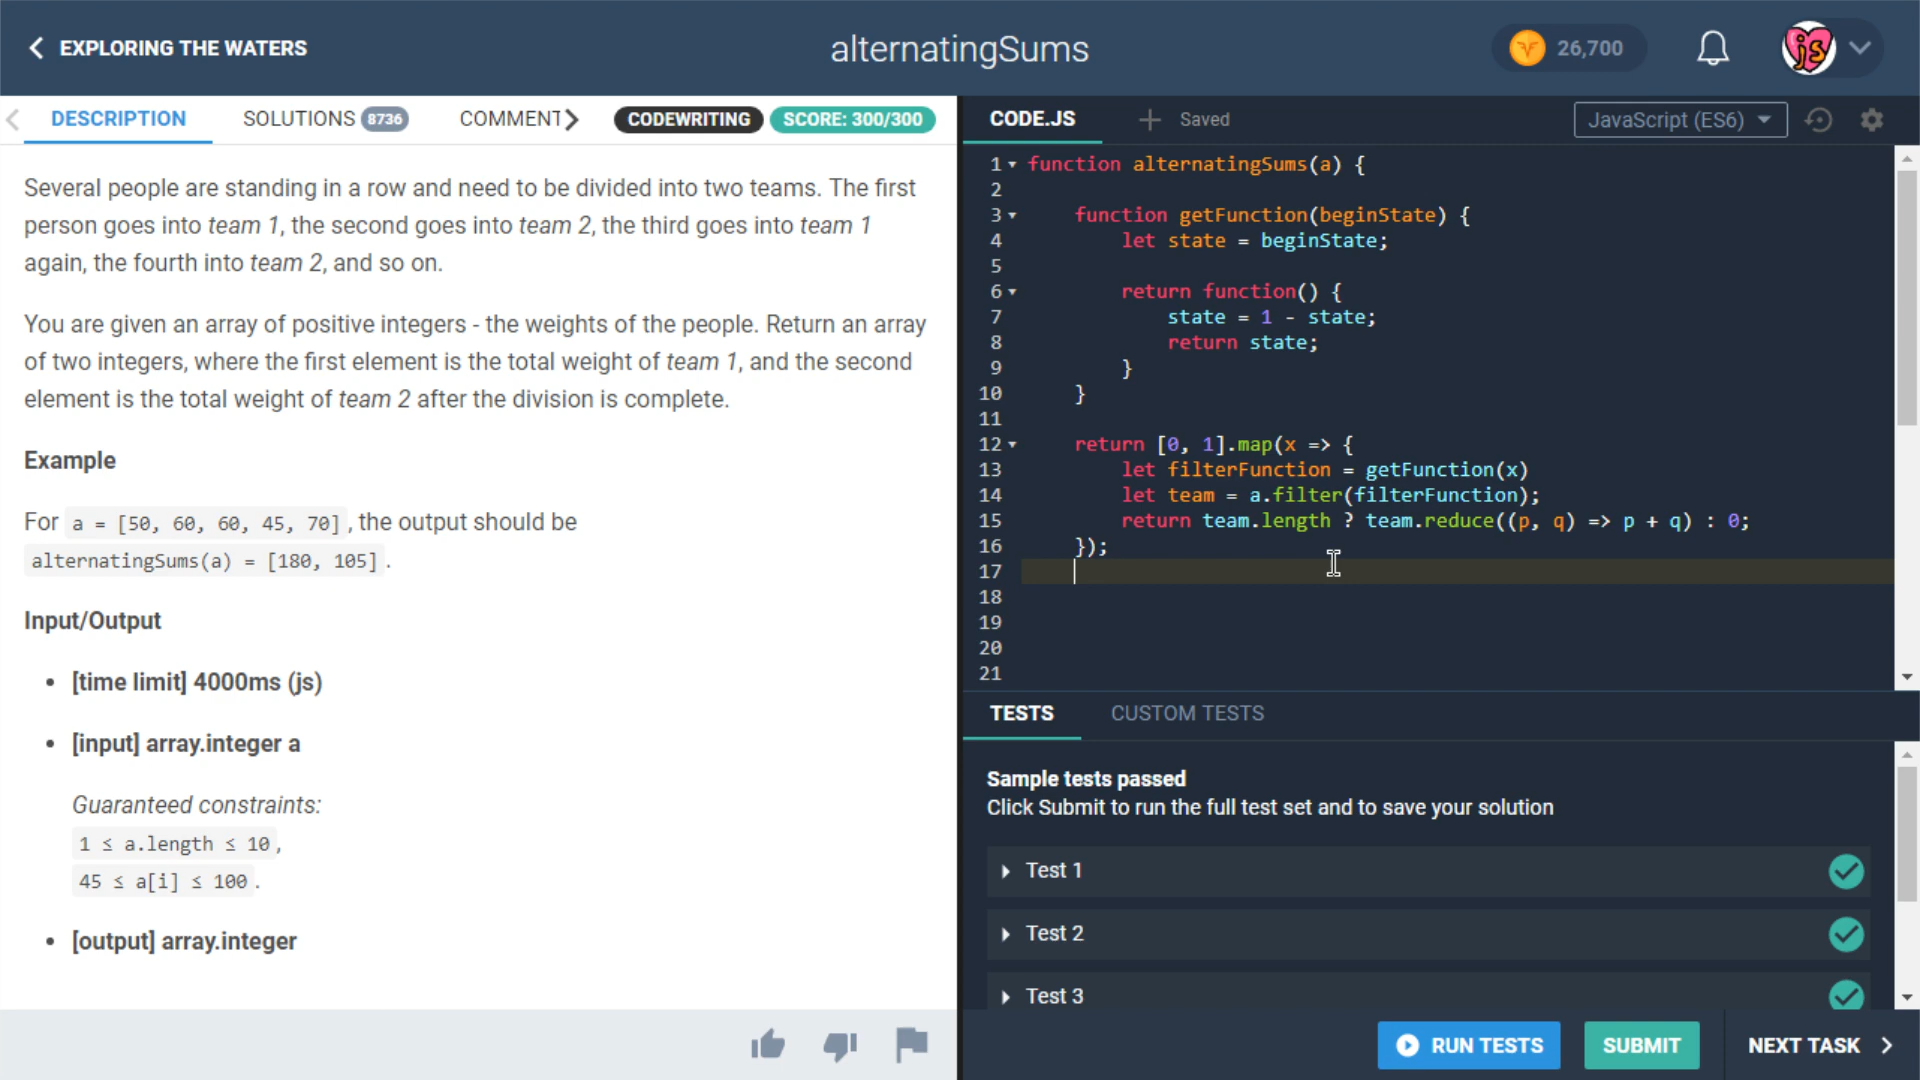 EXPLORING THE WATERS
alternatingSums
26,700
js
DESCRIPTION
SOLUTIONS 8736
COMMENT
CODEWRITING
SCORE: 300/300
Several people are standing in a row and need to be divided into two teams. The first
person goes into team 1, the second goes into team 2, the third goes into team 1
again, the fourth into team 2, and so on.
You are given an array of positive integers - the weights of the people. Return an array
of two integers, where the first element is the total weight of team 1, and the second
element is the total weight of team 2 after the division is complete.
Example
For a = [50, 60, 60, 45, 70], the output should be
alternatingSums(a) = [180, 105].
Input/Output
• [time limit] 4000ms (js)
• [input] array.integer a
Guaranteed constraints:
1 ≤ a.length ≤ 10,
45 ≤ a[i] ≤ 100.
• [output] array.integer
CODE.JS
Saved
JavaScript (ES6)
1 function alternatingSums(a) {
2
3     function getFunction(beginState) {
4         let state = beginState;
5
6         return function() {
7             state = 1 - state;
8             return state;
9         }
10     }
11
12     return [0, 1].map(x => {
13         let filterFunction = getFunction(x)
14         let team = a.filter(filterFunction);
15         return team.length ? team.reduce((p, q) => p + q) : 0;
16     });
17
18
19
20
21
TESTS
CUSTOM TESTS
Sample tests passed
Click Submit to run the full test set and to save your solution
Test 1
Test 2
Test 3
RUN TESTS
SUBMIT
NEXT TASK